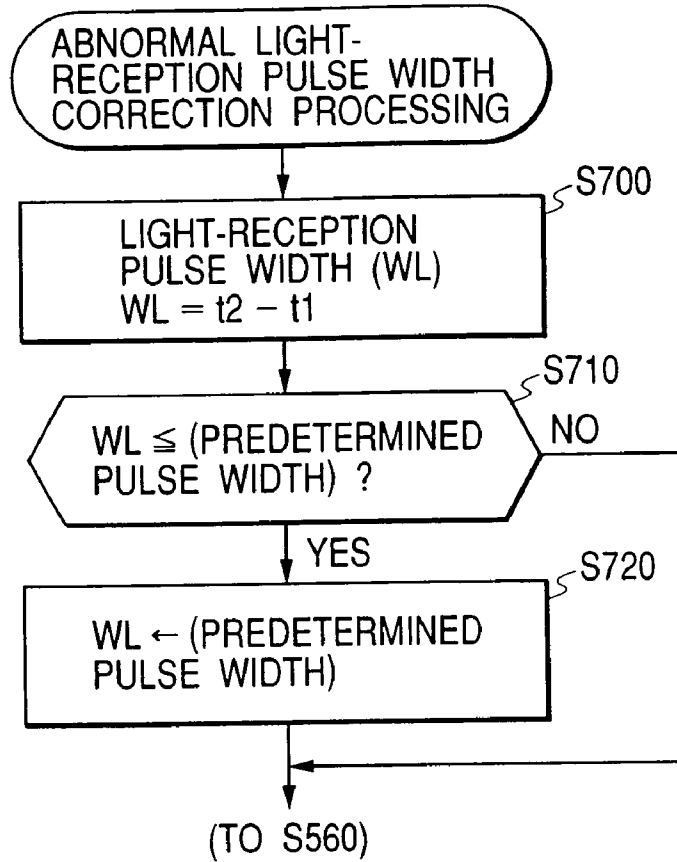 ABNORMAL LIGHT-
RECEPTION PULSE WIDTH
CORRECTION PROCESSING
S700
LIGHT-RECEPTION
PULSE WIDTH (WL)
WL = t2 − t1
S710
WL ≦ (PREDETERMINED
PULSE WIDTH) ?
NO
YES
S720
WL ← (PREDETERMINED
PULSE WIDTH)
(TO S560)